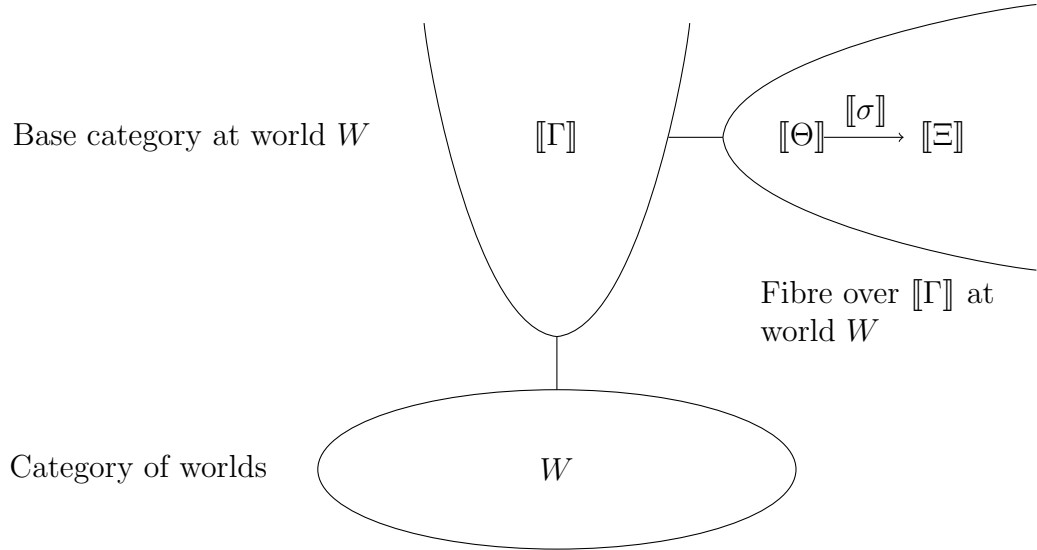 Base category at world W
⟦Γ⟧
⟦Θ⟧ ⟦σ⟧ ⟦Ξ⟧
Fibre over ⟦Γ⟧ at
world W
Category of worlds
W